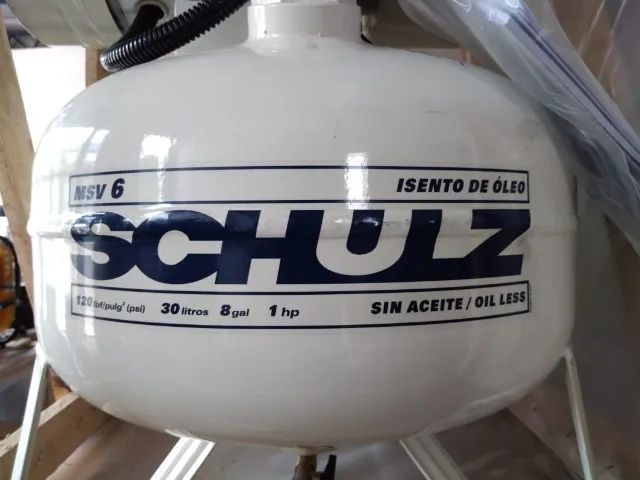 MSV 6 ISENTO DE ÓLEO
SCHULZ
120 lbf/pulg² (psi) 30 litros 8 gal 1 hp SIN ACEITE / OIL LESS